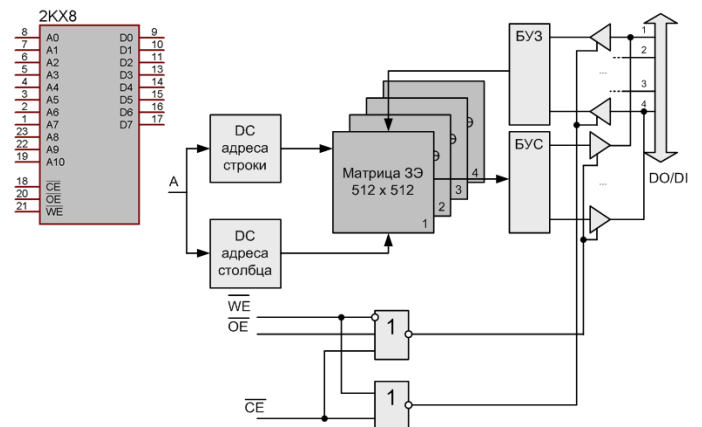 2KX8
8 A0 D0 9
7 A1 D1 10
6 A2 D2 11
5 A3 D3 13
4 A4 D4 14
3 A5 D5 15
2 A6 D6 16
1 A7 D7 17
23 A8
22 A9
19 A10
18 CE
20 OE
21 WE
A
DC
адреса
строки
DC
адреса
столбца
Матрица ЗЭ
512 x 512
1
2
3
4
Э
Э
Э
БУЗ
БУС
1
2
...
3
4
...
DO/DI
WE
OE
CE
1
1